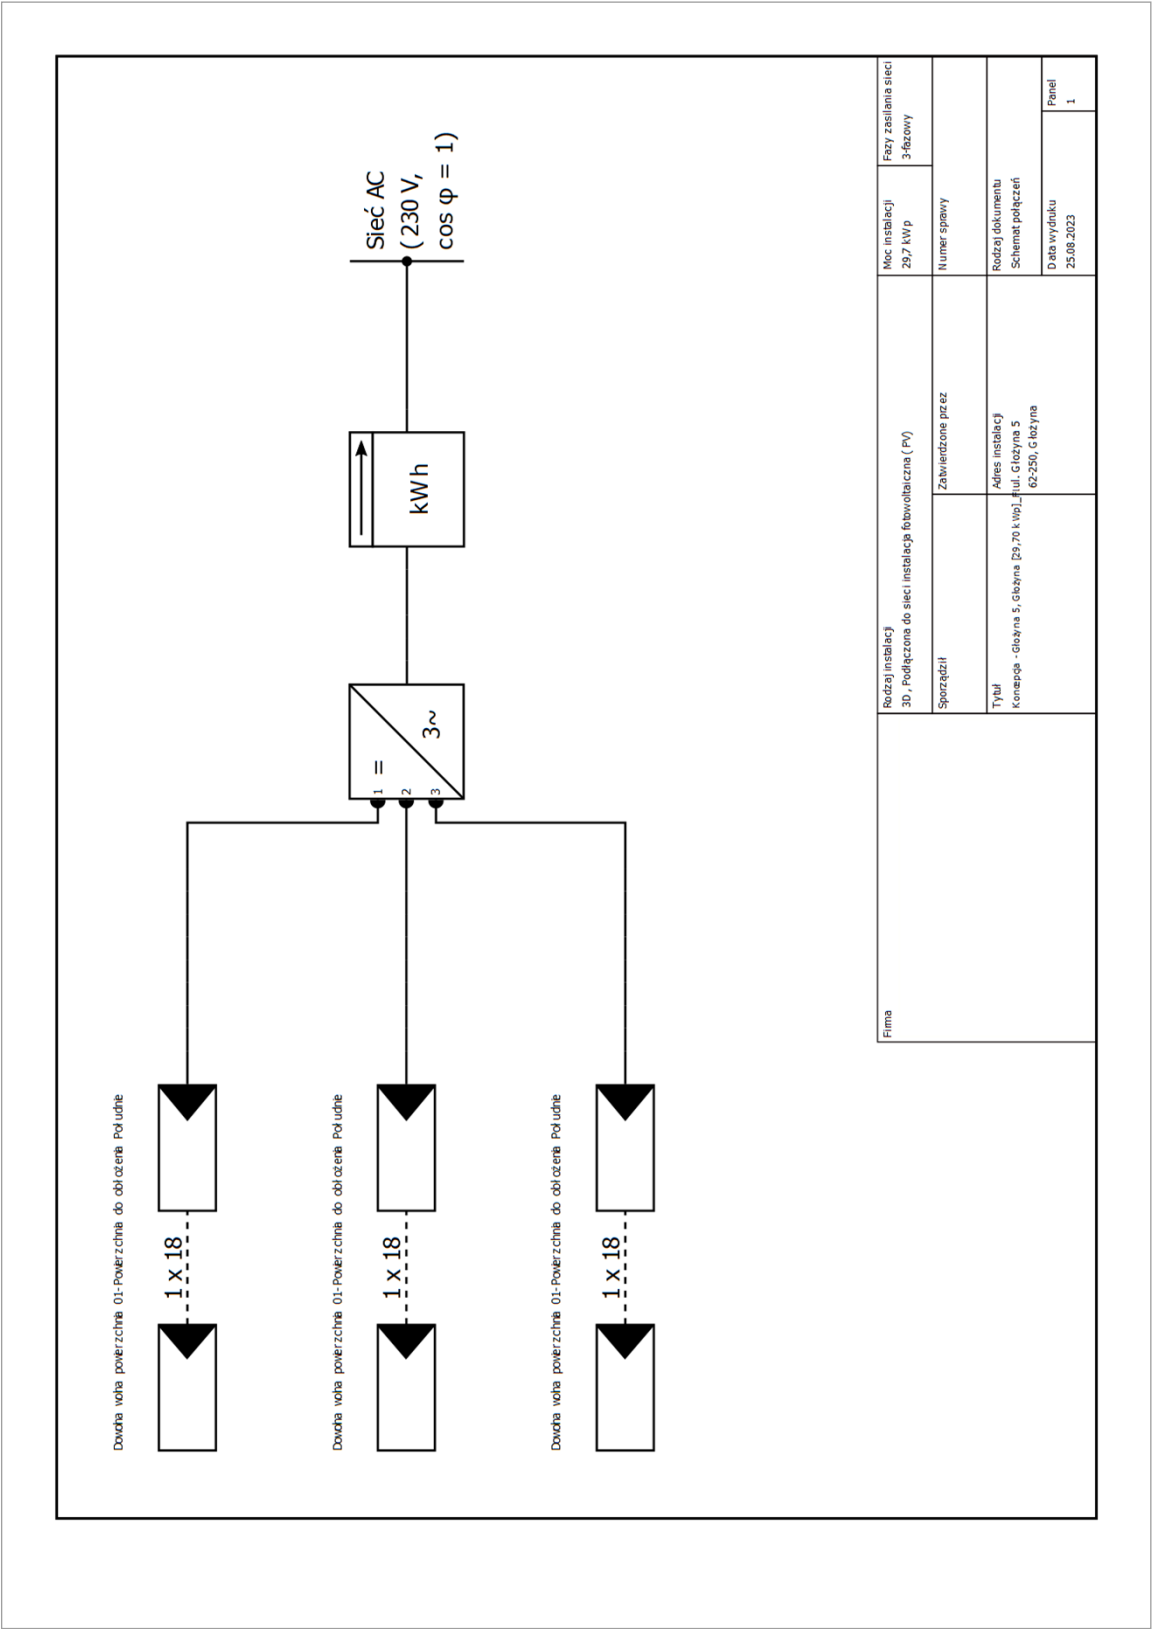 Dowolna wolna powierzchnia 01-Powierzchnia do obłożenia Południe
1 x 18
Dowolna wolna powierzchnia 01-Powierzchnia do obłożenia Południe
1 x 18
Dowolna wolna powierzchnia 01-Powierzchnia do obłożenia Południe
1 x 18
1
=
2
3
3~
kWh
Sieć AC
(230 V,
cos φ = 1)
Firma
Rodzaj instalacji
3D, Podłączona do sieci instalacja fotowoltaiczna (PV)
Moc instalacji
29,7 kWp
Fazy zasilania sieci
3-fazowy
Sporządził
Zatwierdzone przez
Numer sprawy
Tytuł
Koncepcja - Głożyna 5, Głożyna [29,70 kWp]_
Adres instalacji
ul. Głożyna 5
62-250, Głożyna
Rodzaj dokumentu
Schemat połączeń
Data wydruku
25.08.2023
Panel
1